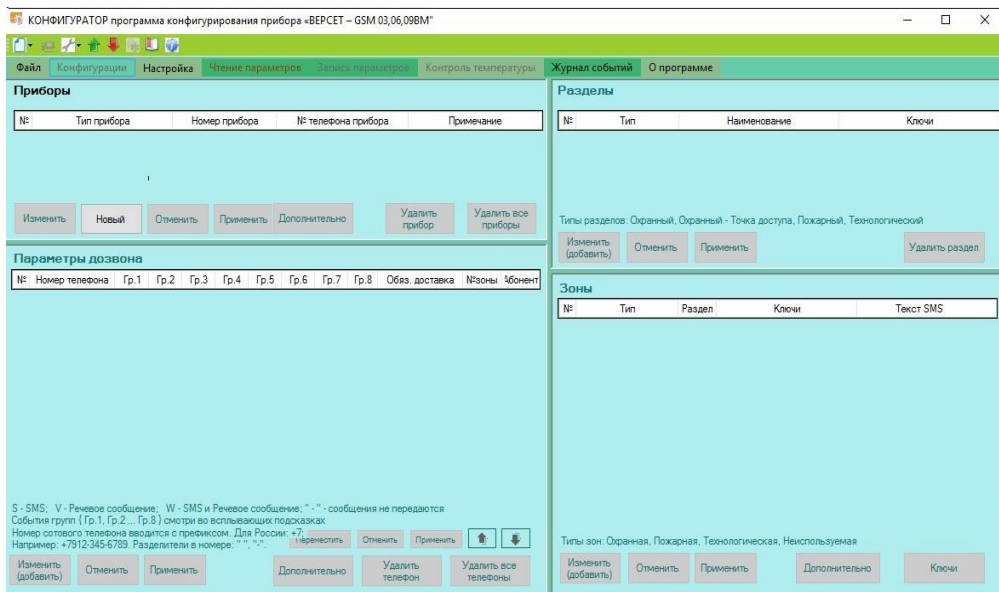 КОНФИГУРАТОР программа конфигурирования прибора «ВЕРСЕТ – GSM 03,06,09ВМ"
Файл Конфигурации Настройка Чтение параметров Запись параметров Контроль температуры Журнал событий О программе
Приборы
№ Тип прибора Номер прибора № телефона прибора Примечание
Изменить Новый Отменить Применить Дополнительно Удалить прибор Удалить все приборы
Параметры дозвона
№ Номер телефона Гр.1 Гр.2 Гр.3 Гр.4 Гр.5 Гр.6 Гр.7 Гр.8 Обяз. доставка №зоны Абонент
S - SMS; V - Речевое сообщение; W - SMS и Речевое сообщение; " - " - сообщения не передаются
События групп { Гр.1, Гр.2 ... Гр.8 } смотри во всплывающих подсказках
Номер сотового телефона вводится с префиксом. Для России: +7;
Например: +7912-345-6789. Разделители в номере: " ", "-".
Переместить Отменить Применить
Изменить (добавить) Отменить Применить Дополнительно Удалить телефон Удалить все телефоны
Разделы
№ Тип Наименование Ключи
Типы разделов: Охранный, Охранный - Точка доступа, Пожарный, Технологический
Изменить (добавить) Отменить Применить Удалить раздел
Зоны
№ Тип Раздел Ключи Текст SMS
Типы зон: Охранная, Пожарная, Технологическая, Неиспользуемая
Изменить (добавить) Отменить Применить Дополнительно Ключи